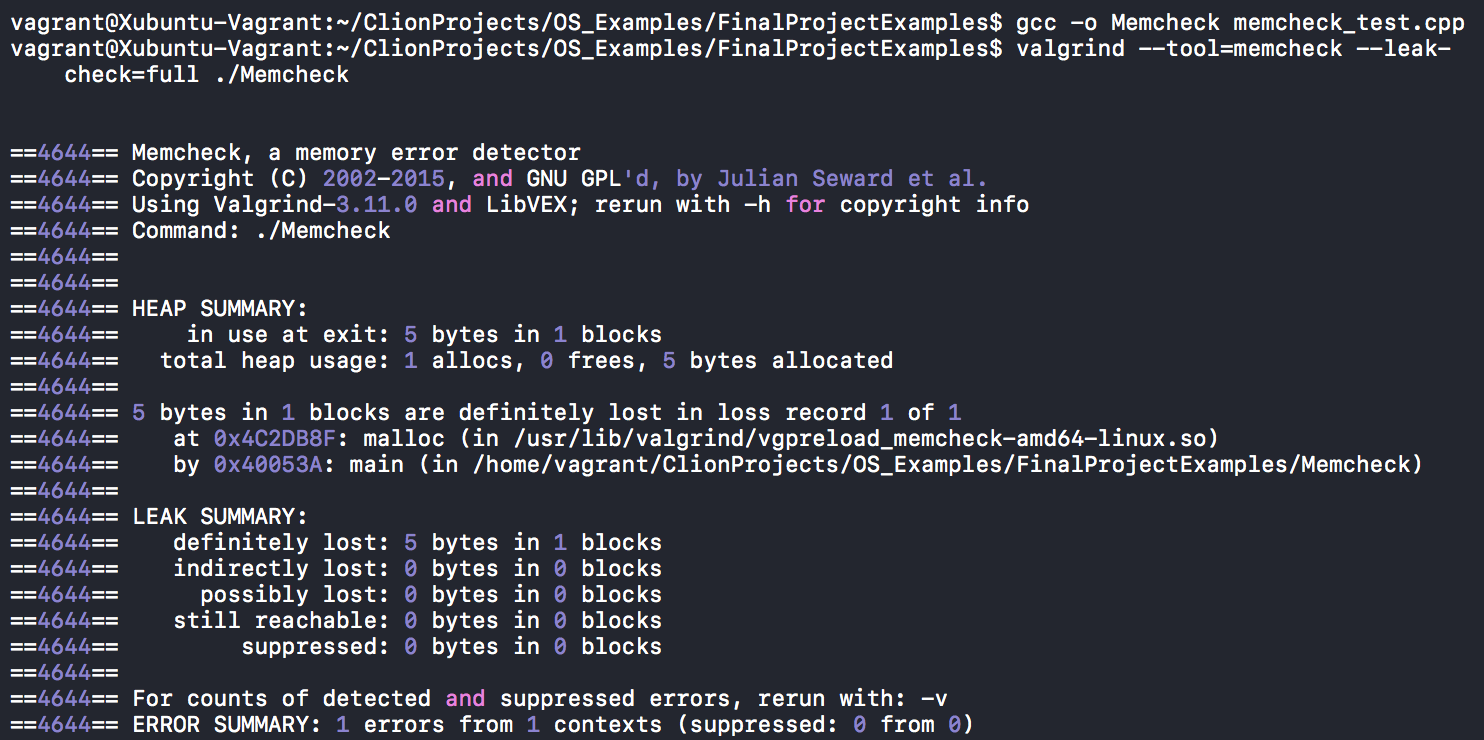 vagrant@Xubuntu-Vagrant:~/ClionProjects/OS_Examples/FinalProjectExamples$ gcc -o Memcheck memcheck_test.cpp
vagrant@Xubuntu-Vagrant:~/ClionProjects/OS_Examples/FinalProjectExamples$ valgrind --tool=memcheck --leak-
    check=full ./Memcheck
==4644== Memcheck, a memory error detector
==4644== Copyright (C) 2002-2015, and GNU GPL'd, by Julian Seward et al.
==4644== Using Valgrind-3.11.0 and LibVEX; rerun with -h for copyright info
==4644== Command: ./Memcheck
==4644==
==4644==
==4644== HEAP SUMMARY:
==4644==     in use at exit: 5 bytes in 1 blocks
==4644==   total heap usage: 1 allocs, 0 frees, 5 bytes allocated
==4644==
==4644== 5 bytes in 1 blocks are definitely lost in loss record 1 of 1
==4644==    at 0x4C2DB8F: malloc (in /usr/lib/valgrind/vgpreload_memcheck-amd64-linux.so)
==4644==    by 0x40053A: main (in /home/vagrant/ClionProjects/OS_Examples/FinalProjectExamples/Memcheck)
==4644==
==4644== LEAK SUMMARY:
==4644==    definitely lost: 5 bytes in 1 blocks
==4644==    indirectly lost: 0 bytes in 0 blocks
==4644==      possibly lost: 0 bytes in 0 blocks
==4644==    still reachable: 0 bytes in 0 blocks
==4644==         suppressed: 0 bytes in 0 blocks
==4644==
==4644== For counts of detected and suppressed errors, rerun with: -v
==4644== ERROR SUMMARY: 1 errors from 1 contexts (suppressed: 0 from 0)